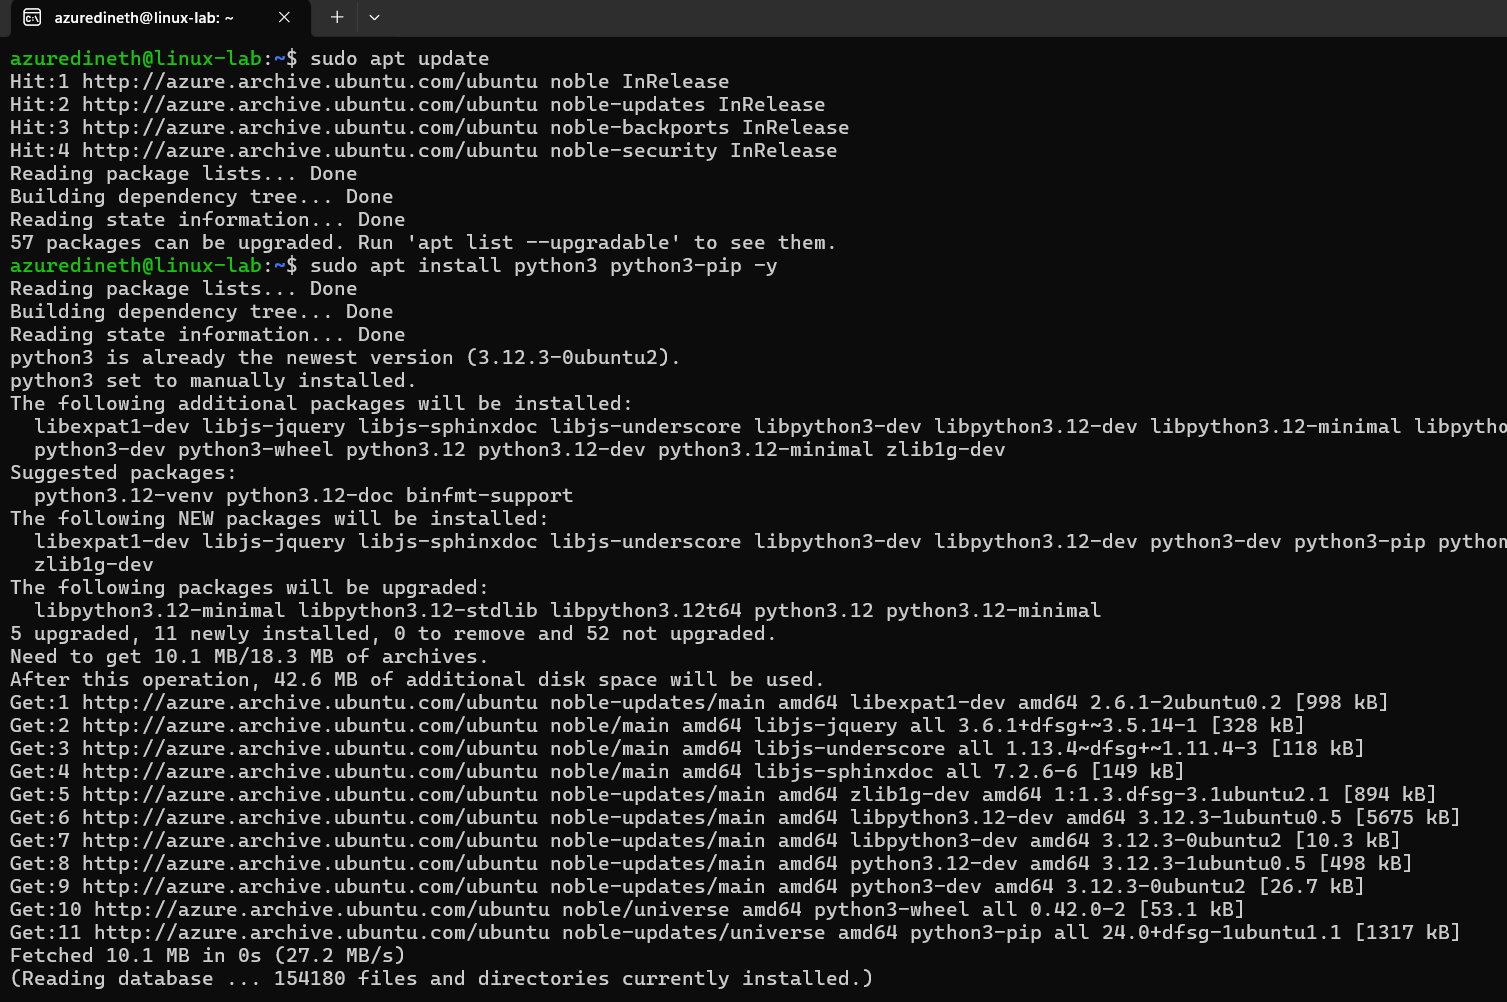 azuredineth@linux-lab: ~
azuredineth@linux-lab:~$ sudo apt update
Hit:1 http://azure.archive.ubuntu.com/ubuntu noble InRelease
Hit:2 http://azure.archive.ubuntu.com/ubuntu noble-updates InRelease
Hit:3 http://azure.archive.ubuntu.com/ubuntu noble-backports InRelease
Hit:4 http://azure.archive.ubuntu.com/ubuntu noble-security InRelease
Reading package lists... Done
Building dependency tree... Done
Reading state information... Done
57 packages can be upgraded. Run 'apt list --upgradable' to see them.
azuredineth@linux-lab:~$ sudo apt install python3 python3-pip -y
Reading package lists... Done
Building dependency tree... Done
Reading state information... Done
python3 is already the newest version (3.12.3-0ubuntu2).
python3 set to manually installed.
The following additional packages will be installed:
  libexpat1-dev libjs-jquery libjs-sphinxdoc libjs-underscore libpython3-dev libpython3.12-dev libpython3.12-minimal libpytho
  python3-dev python3-wheel python3.12 python3.12-dev python3.12-minimal zlib1g-dev
Suggested packages:
  python3.12-venv python3.12-doc binfmt-support
The following NEW packages will be installed:
  libexpat1-dev libjs-jquery libjs-sphinxdoc libjs-underscore libpython3-dev libpython3.12-dev python3-dev python3-pip python
  zlib1g-dev
The following packages will be upgraded:
  libpython3.12-minimal libpython3.12-stdlib libpython3.12t64 python3.12 python3.12-minimal
5 upgraded, 11 newly installed, 0 to remove and 52 not upgraded.
Need to get 10.1 MB/18.3 MB of archives.
After this operation, 42.6 MB of additional disk space will be used.
Get:1 http://azure.archive.ubuntu.com/ubuntu noble-updates/main amd64 libexpat1-dev amd64 2.6.1-2ubuntu0.2 [998 kB]
Get:2 http://azure.archive.ubuntu.com/ubuntu noble/main amd64 libjs-jquery all 3.6.1+dfsg+~3.5.14-1 [328 kB]
Get:3 http://azure.archive.ubuntu.com/ubuntu noble/main amd64 libjs-underscore all 1.13.4~dfsg+~1.11.4-3 [118 kB]
Get:4 http://azure.archive.ubuntu.com/ubuntu noble/main amd64 libjs-sphinxdoc all 7.2.6-6 [149 kB]
Get:5 http://azure.archive.ubuntu.com/ubuntu noble-updates/main amd64 zlib1g-dev amd64 1:1.3.dfsg-3.1ubuntu2.1 [894 kB]
Get:6 http://azure.archive.ubuntu.com/ubuntu noble-updates/main amd64 libpython3.12-dev amd64 3.12.3-1ubuntu0.5 [5675 kB]
Get:7 http://azure.archive.ubuntu.com/ubuntu noble-updates/main amd64 libpython3-dev amd64 3.12.3-0ubuntu2 [10.3 kB]
Get:8 http://azure.archive.ubuntu.com/ubuntu noble-updates/main amd64 python3.12-dev amd64 3.12.3-1ubuntu0.5 [498 kB]
Get:9 http://azure.archive.ubuntu.com/ubuntu noble-updates/main amd64 python3-dev amd64 3.12.3-0ubuntu2 [26.7 kB]
Get:10 http://azure.archive.ubuntu.com/ubuntu noble/universe amd64 python3-wheel all 0.42.0-2 [53.1 kB]
Get:11 http://azure.archive.ubuntu.com/ubuntu noble-updates/universe amd64 python3-pip all 24.0+dfsg-1ubuntu1.1 [1317 kB]
Fetched 10.1 MB in 0s (27.2 MB/s)
(Reading database ... 154180 files and directories currently installed.)